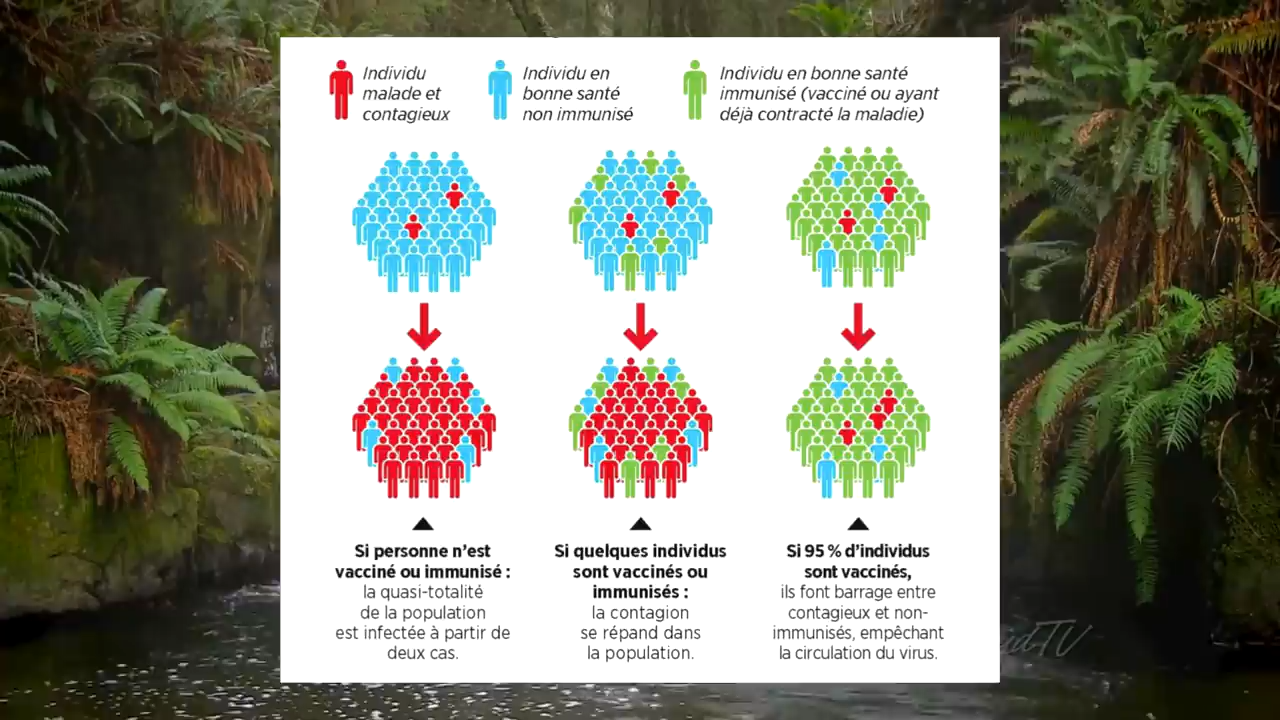 Individu
malade et
contagieux
Individu en
bonne santé
non immunisé
Individu en bonne santé
immunisé (vacciné ou ayant
déjà contracté la maladie)
Si personne n'est
vacciné ou immunisé :
la quasi-totalité
de la population
est infectée à partir de
deux cas.
Si quelques individus
sont vaccinés ou
immunisés :
la contagion
se répand dans
la population.
Si 95 % d'individus
sont vaccinés,
ils font barrage entre
contagieux et non-
immunisés, empêchant
la circulation du virus.